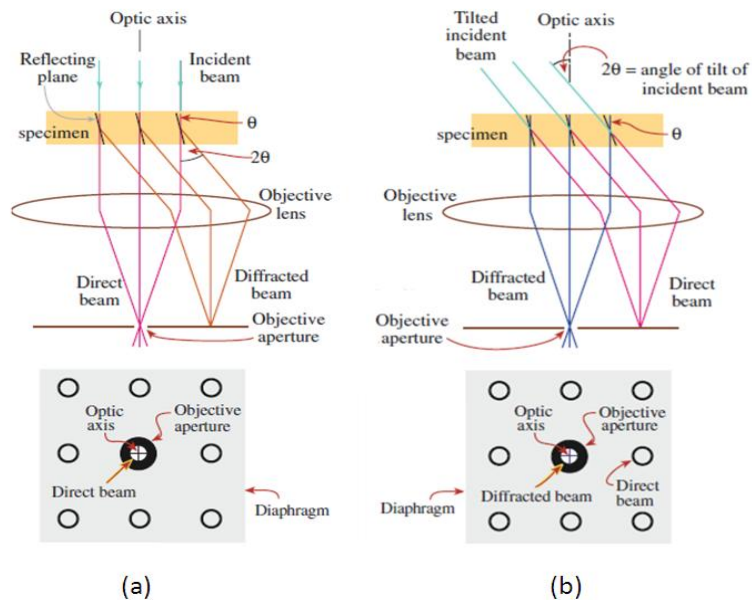 Optic axis
Reflecting
plane
Incident
beam
θ
specimen
2θ
Objective
lens
Direct
beam
Diffracted
beam
Objective
aperture
Optic
axis
Objective
aperture
Direct beam
Diaphragm
(a)
Tilted
incident
beam
Optic axis
2θ = angle of tilt of
incident beam
specimen
θ
Objective
lens
Diffracted
beam
Direct
beam
Objective
aperture
Optic
axis
Objective
aperture
Diffracted beam
Direct
beam
Diaphragm
(b)